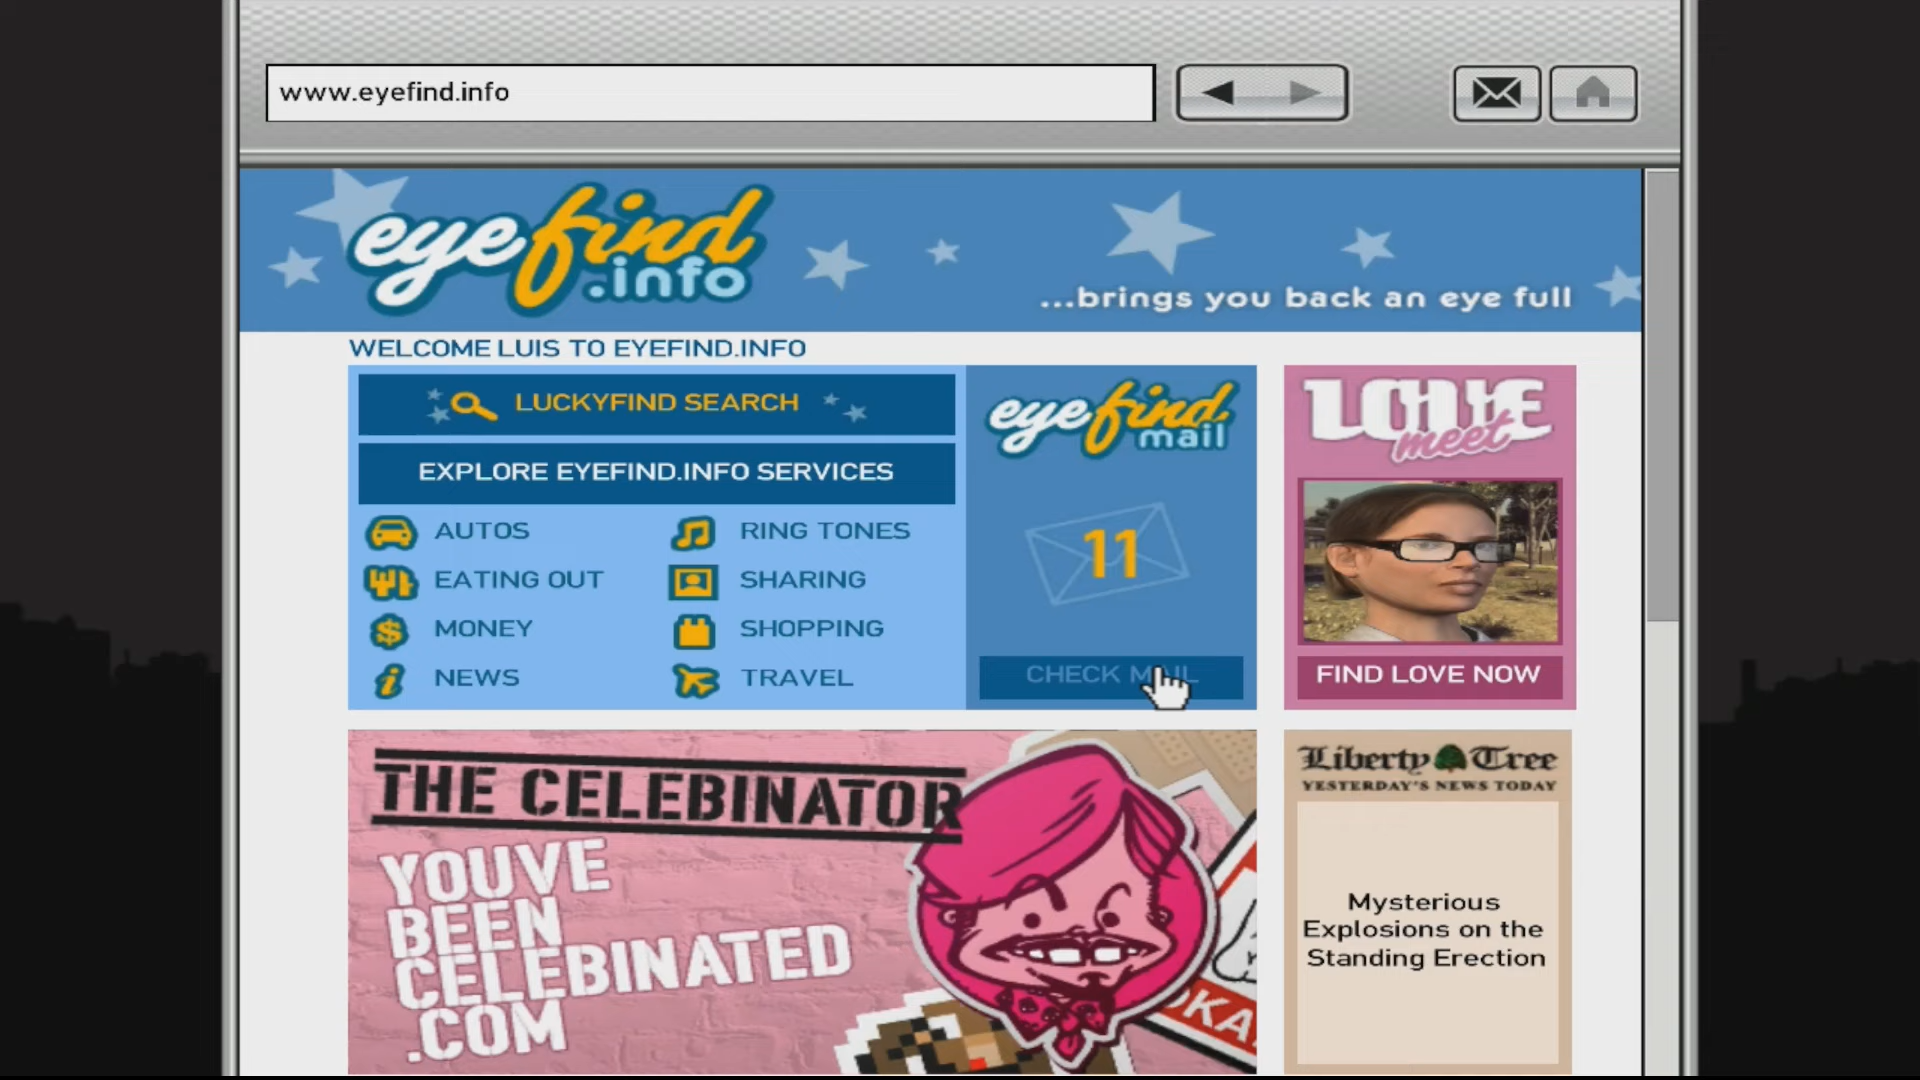 www.eyefind.info
eyefind
.info
...brings you back an eye full
WELCOME LUIS TO EYEFIND.INFO
LUCKYFIND SEARCH
EXPLORE EYEFIND.INFO SERVICES
AUTOS
RING TONES
EATING OUT
SHARING
MONEY
SHOPPING
NEWS
TRAVEL
eyefind
mail
11
CHECK MAIL
LOVE
meet
FIND LOVE NOW
THE CELEBINATOR
YOUVE
BEEN
CELEBINATED
.COM
Liberty Tree
YESTERDAY'S NEWS TODAY
Mysterious
Explosions on the
Standing Erection